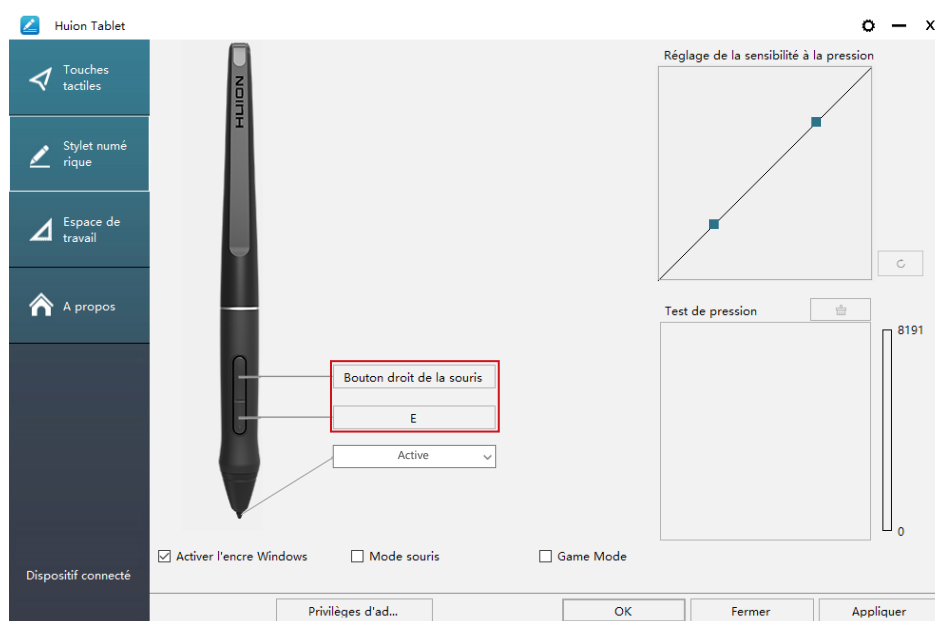 Huion Tablet
Touches
tactiles
Stylet numé
rique
Espace de
travail
A propos
Dispositif connecté
HUION
Bouton droit de la souris
E
Active
Activer l'encre Windows
Mode souris
Game Mode
Réglage de la sensibilité à la pression
Test de pression
8191
0
Privilèges d'ad...
OK
Fermer
Appliquer